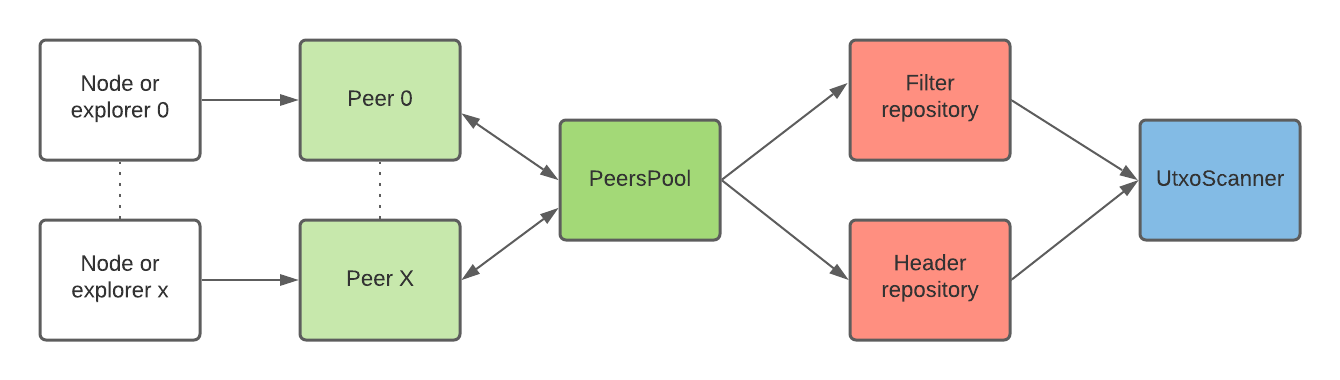 Node or
explorer 0
Peer 0
Node or
explorer x
Peer X
PeersPool
Filter
repository
Header
repository
UtxoScanner